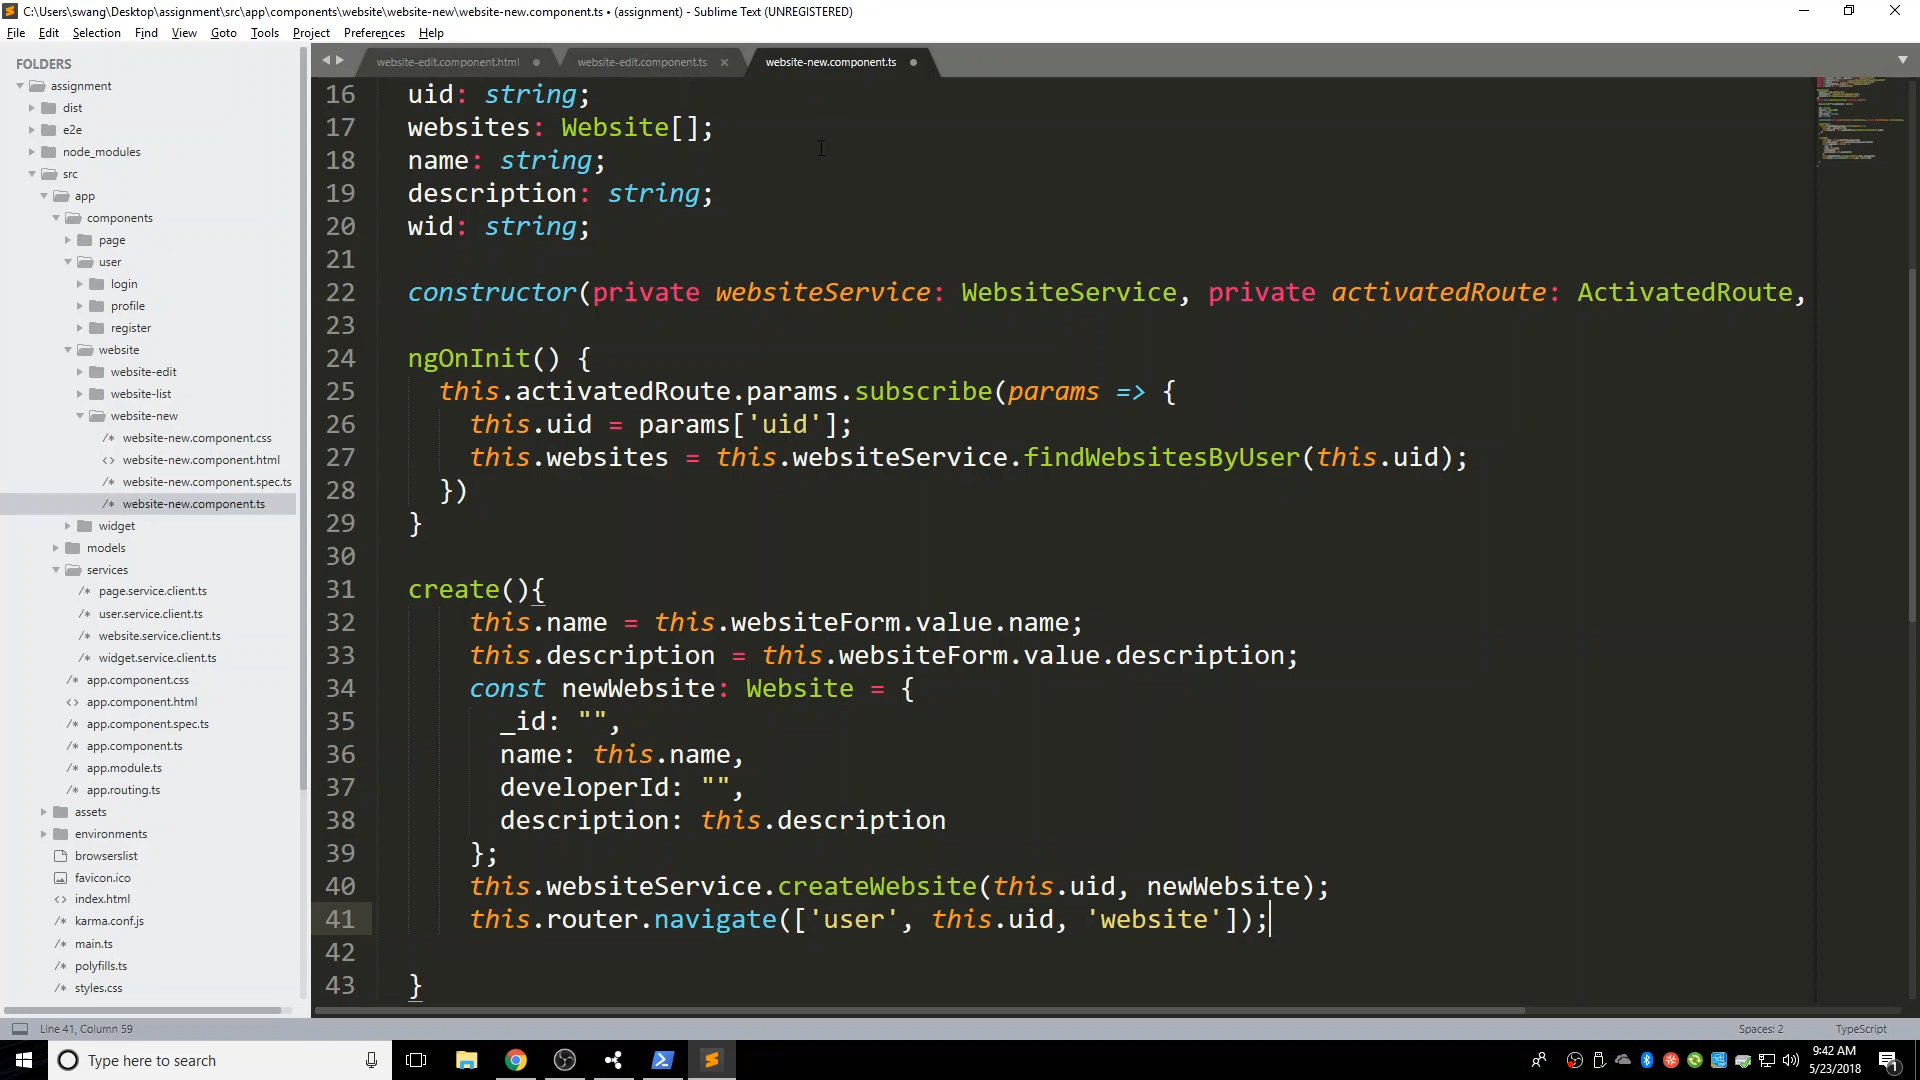 C:\Users\swang\Desktop\assignment\src\app\components\website\website-new\website-new.component.ts • (assignment) - Sublime Text (UNREGISTERED)
File Edit Selection Find View Goto Tools Project Preferences Help
FOLDERS
assignment
dist
e2e
node_modules
src
app
components
page
user
login
profile
register
website
website-edit
website-list
website-new
/* website-new.component.css
<> website-new.component.html
/* website-new.component.spec.ts
/* website-new.component.ts
widget
models
services
/* page.service.client.ts
/* user.service.client.ts
/* website.service.client.ts
/* widget.service.client.ts
/* app.component.css
<> app.component.html
/* app.component.spec.ts
/* app.component.ts
/* app.module.ts
/* app.routing.ts
assets
environments
browserslist
favicon.ico
<> index.html
/* karma.conf.js
/* main.ts
/* polyfills.ts
/* styles.css
website-edit.component.html website-edit.component.ts website-new.component.ts
16 uid: string;
17 websites: Website[];
18 name: string;
19 description: string;
20 wid: string;
21
22 constructor(private websiteService: WebsiteService, private activatedRoute: ActivatedRoute,
23
24 ngOnInit() {
25 this.activatedRoute.params.subscribe(params => {
26 this.uid = params['uid'];
27 this.websites = this.websiteService.findWebsitesByUser(this.uid);
28 })
29 }
30
31 create(){
32 this.name = this.websiteForm.value.name;
33 this.description = this.websiteForm.value.description;
34 const newWebsite: Website = {
35 _id: "",
36 name: this.name,
37 developerId: "",
38 description: this.description
39 };
40 this.websiteService.createWebsite(this.uid, newWebsite);
41 this.router.navigate(['user', this.uid, 'website']);
42
43 }
Line 41, Column 59
Spaces: 2
TypeScript
Type here to search
9:42 AM
5/23/2018
1